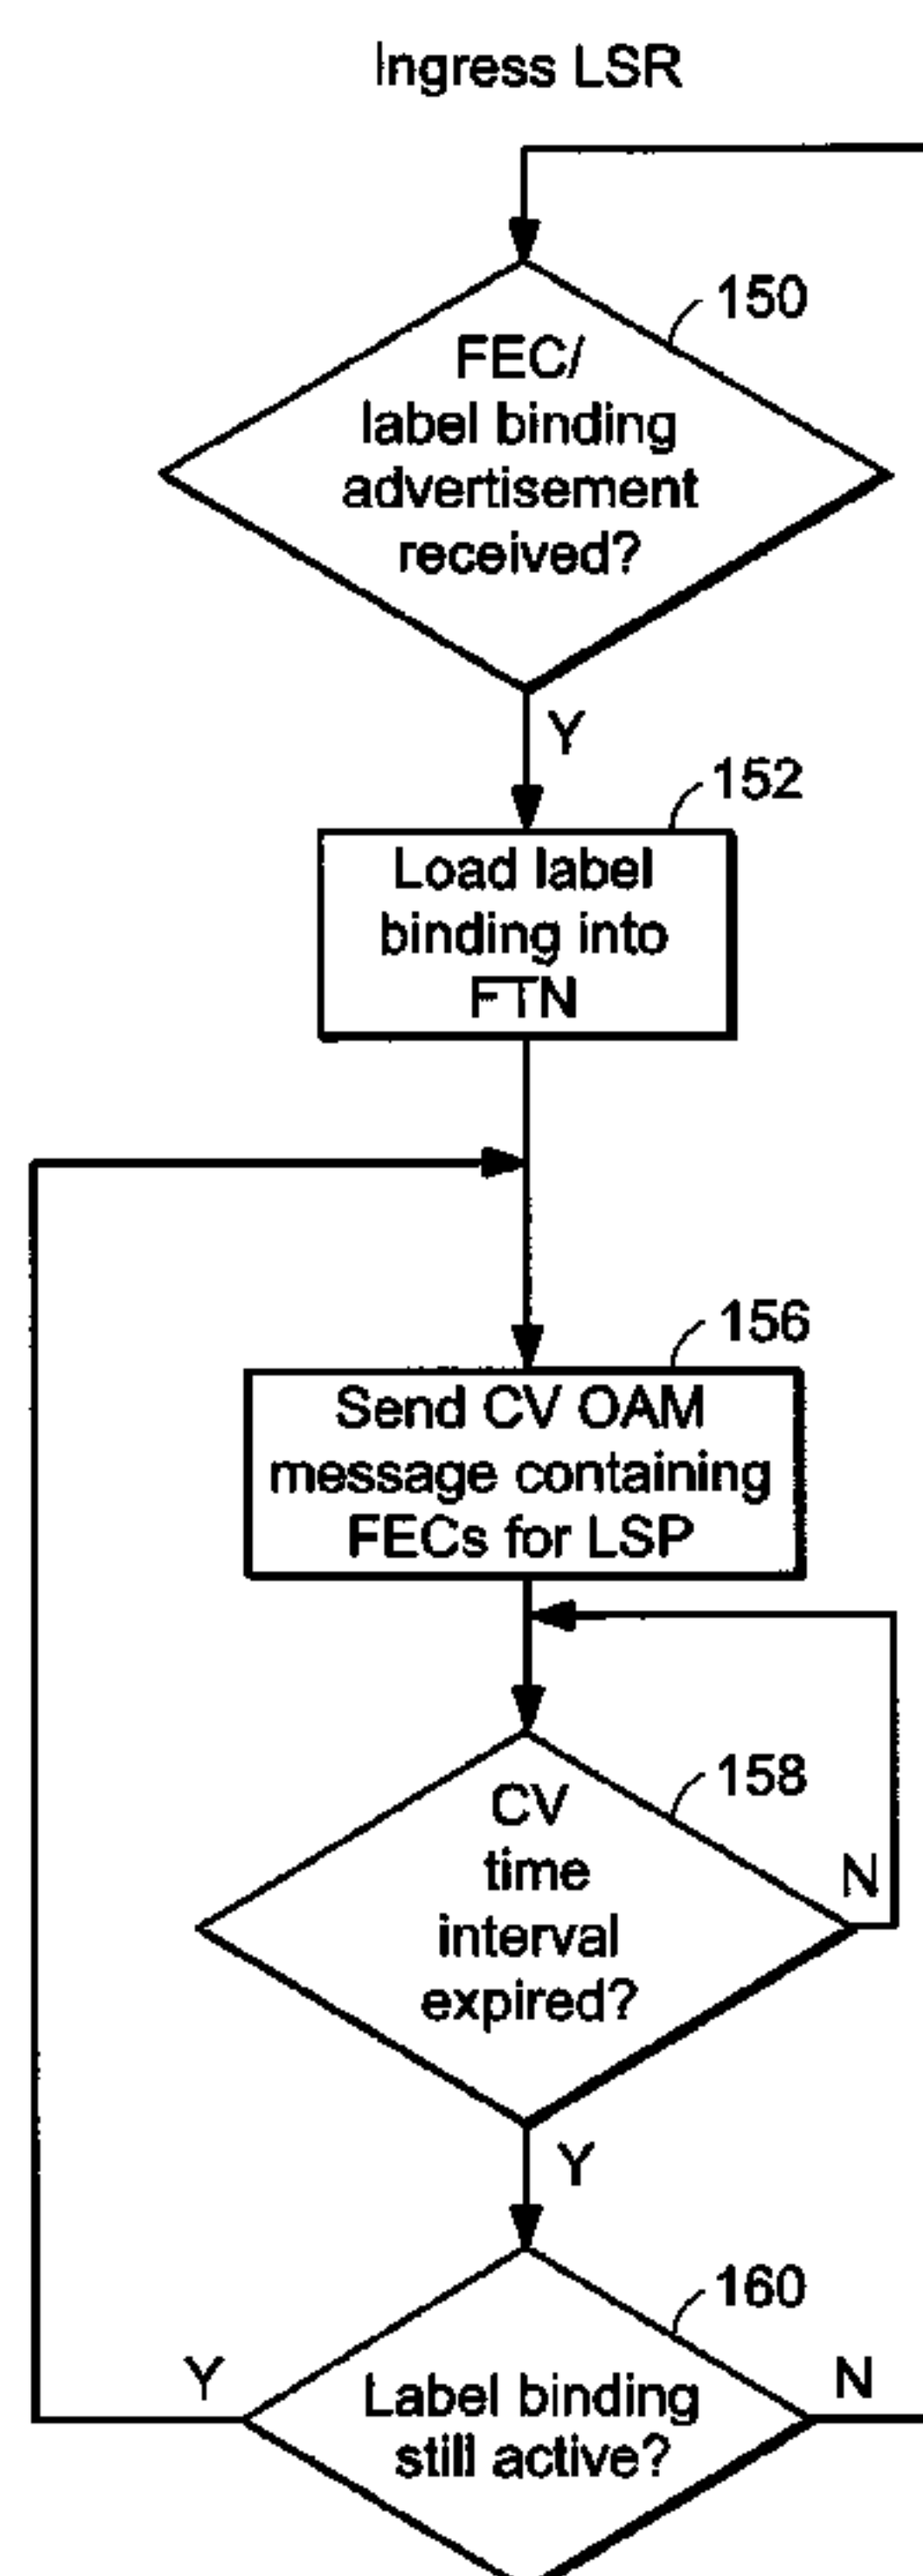 Ingress LSR
150
FEC/
label binding
advertisement
received?
Y
152
Load label
binding into
FTN
156
Send CV OAM
message containing
FECs for LSP
158
CV
time
interval
expired?
N
Y
160
Y
Label binding
still active?
N